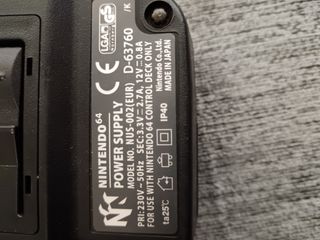 NINTENDO64
POWER SUPPLY
MODEL No. NUS-002(EUR)
PRI:230V~50Hz SEC:3.3V⎓2.7A,12V⎓0.8A
FOR USE WITH NINTENDO 64 CONTROL DECK ONLY
CE D-63760
LGA
/K
Nintendo Co.,Ltd.
MADE IN JAPAN
IP40
ta25°C